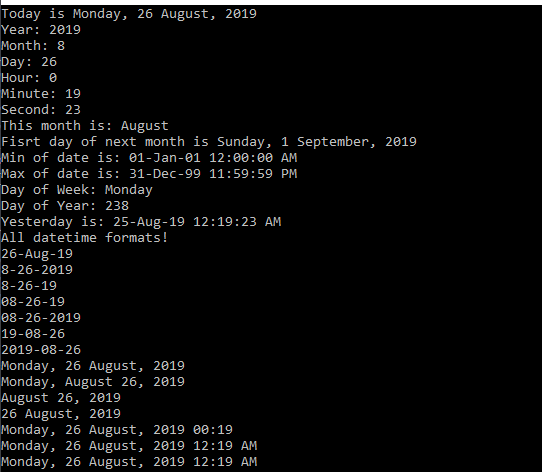 Today is Monday, 26 August, 2019
Year: 2019
Month: 8
Day: 26
Hour: 0
Minute: 19
Second: 23
This month is: August
Fisrt day of next month is Sunday, 1 September, 2019
Min of date is: 01-Jan-01 12:00:00 AM
Max of date is: 31-Dec-99 11:59:59 PM
Day of Week: Monday
Day of Year: 238
Yesterday is: 25-Aug-19 12:19:23 AM
All datetime formats!
26-Aug-19
8-26-2019
8-26-19
08-26-19
08-26-2019
19-08-26
2019-08-26
Monday, 26 August, 2019
Monday, August 26, 2019
August 26, 2019
26 August, 2019
Monday, 26 August, 2019 00:19
Monday, 26 August, 2019 12:19 AM
Monday, 26 August, 2019 12:19 AM